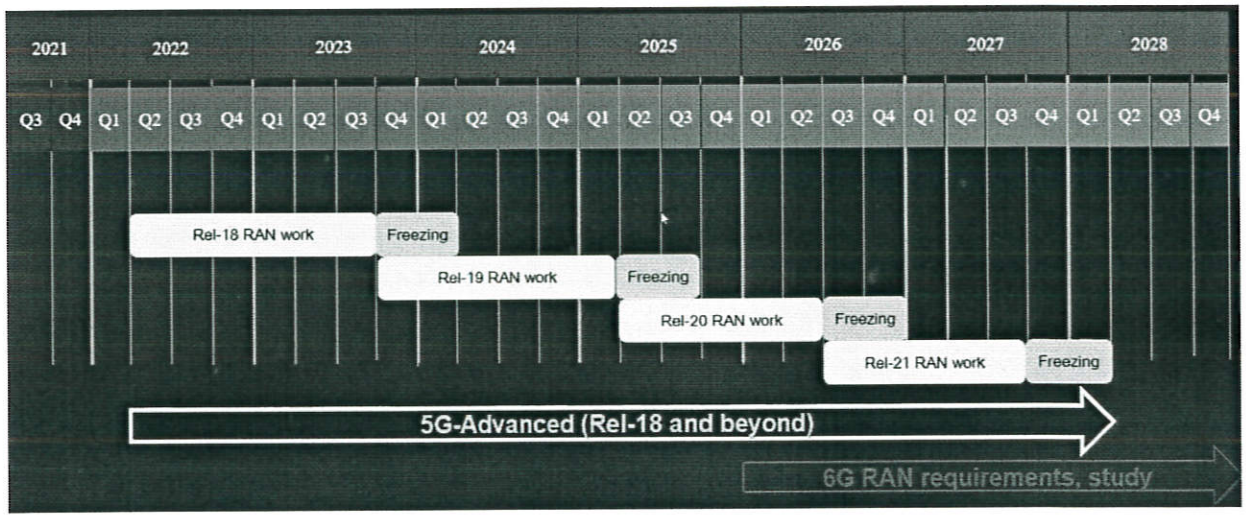 2021 2022 2023 2024 2025 2026 2027 2028
Q3 Q4 Q1 Q2 Q3 Q4 Q1 Q2 Q3 Q4 Q1 Q2 Q3 Q4 Q1 Q2 Q3 Q4 Q1 Q2 Q3 Q4 Q1 Q2 Q3 Q4 Q1 Q2 Q3 Q4
Rel-18 RAN work Freezing
Rel-19 RAN work Freezing
Rel-20 RAN work Freezing
Rel-21 RAN work Freezing
5G-Advanced (Rel-18 and beyond)
6G RAN requirements, study